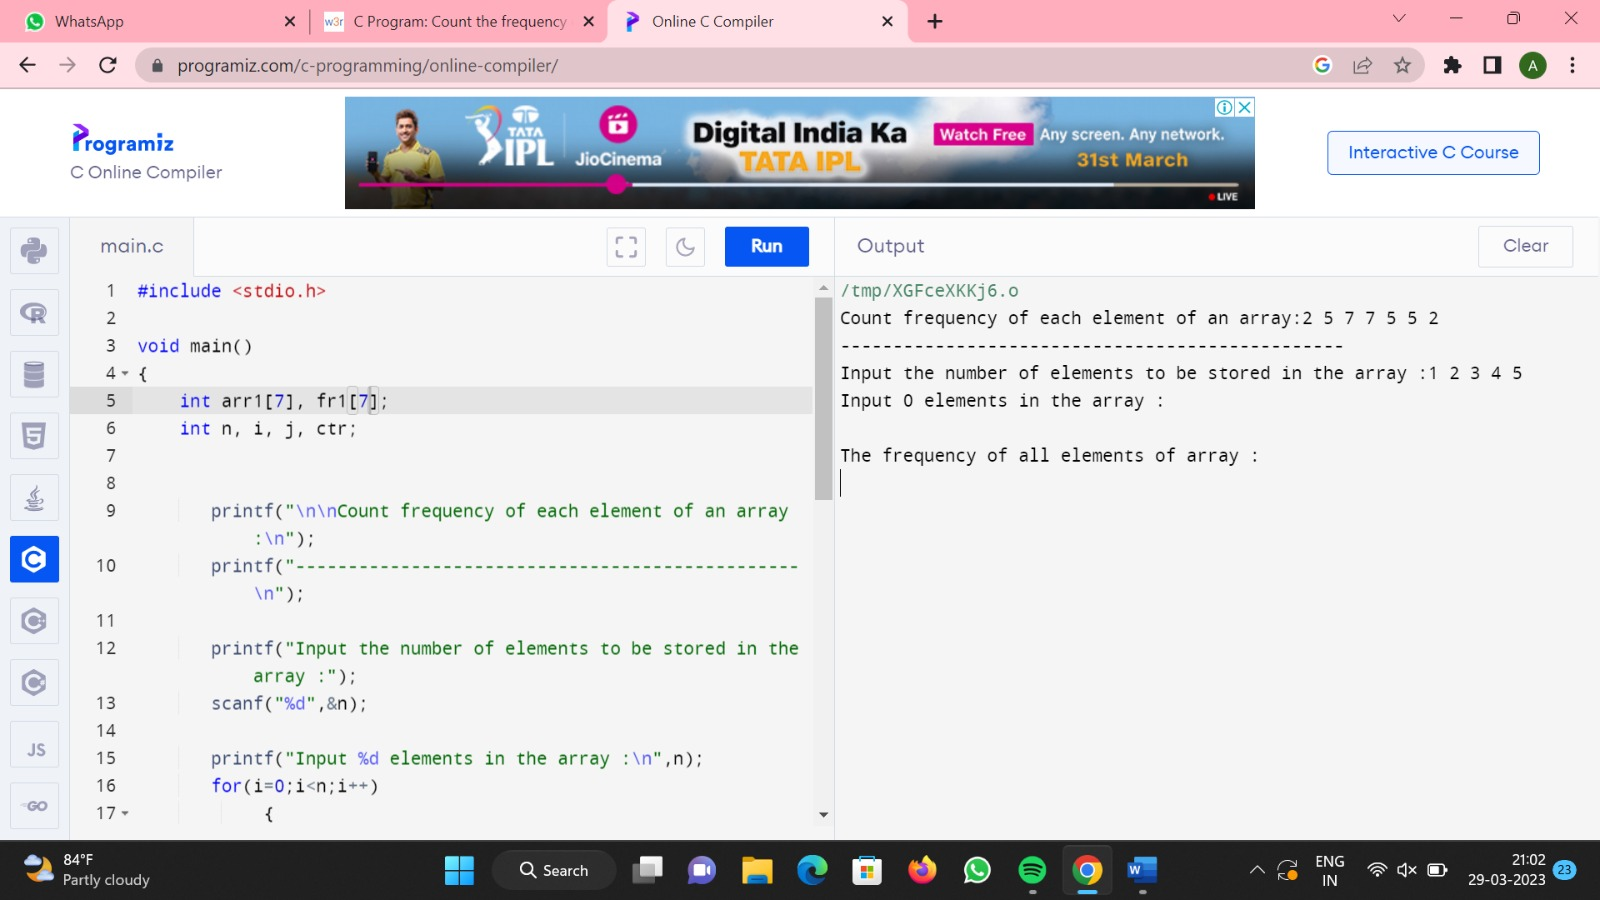 WhatsApp
w3r C Program: Count the frequency
Online C Compiler
programiz.com/c-programming/online-compiler/
A
Programiz
C Online Compiler
TATA IPL
JioCinema
Digital India Ka
TATA IPL
Watch Free Any screen. Any network.
31st March
LIVE
Interactive C Course
main.c
Run
Output
Clear
1 #include <stdio.h>
2
3 void main()
4 {
5 int arr1[7], fr1[7];
6 int n, i, j, ctr;
7
8
9 printf("\n\nCount frequency of each element of an array
:\n");
10 printf("------------------------------------------------
\n");
11
12 printf("Input the number of elements to be stored in the
array :");
13 scanf("%d",&n);
14
15 printf("Input %d elements in the array :\n",n);
16 for(i=0;i<n;i++)
17 {
/tmp/XGFceXKKj6.o
Count frequency of each element of an array:2 5 7 7 5 5 2
------------------------------------------------
Input the number of elements to be stored in the array :1 2 3 4 5
Input 0 elements in the array :
The frequency of all elements of array :
R
5
C
C
C
JS
GO
84°F
Partly cloudy
Search
W
ENG
IN
21:02
29-03-2023
23